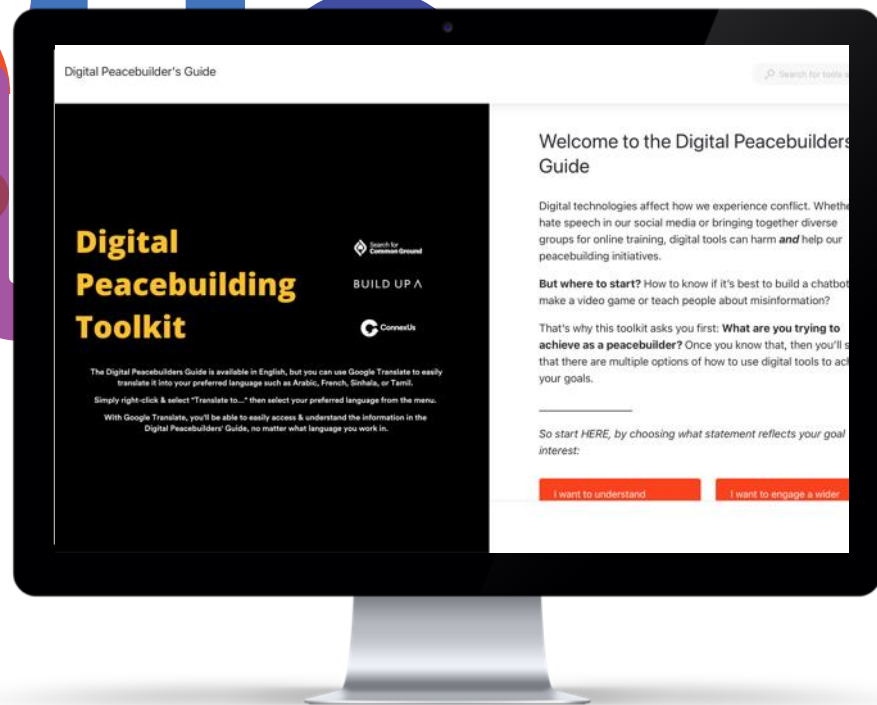 Digital Peacebuilder's Guide
Search for tools
Digital
Peacebuilding
Toolkit
Search for
Common Ground
BUILD UP
ConnexUs
The Digital Peacebuilders Guide is available in English, but you can use Google Translate to easily
translate it into your preferred language such as Arabic, French, Sinhala, or Tamil.
Simply right-click & select "Translate to..." then select your preferred language from the menu.
With Google Translate, you'll be able to easily access & understand the information in the
Digital Peacebuilders' Guide, no matter what language you work in.
Welcome to the Digital Peacebuilders
Guide
Digital technologies affect how we experience conflict. Whethe
hate speech in our social media or bringing together diverse
groups for online training, digital tools can harm and help our
peacebuilding initiatives.
But where to start? How to know if it's best to build a chatbot
make a video game or teach people about misinformation?
That's why this toolkit asks you first: What are you trying to
achieve as a peacebuilder? Once you know that, then you'll s
that there are multiple options of how to use digital tools to ac
your goals.
So start HERE, by choosing what statement reflects your goal
interest:
I want to understand
I want to engage a wider